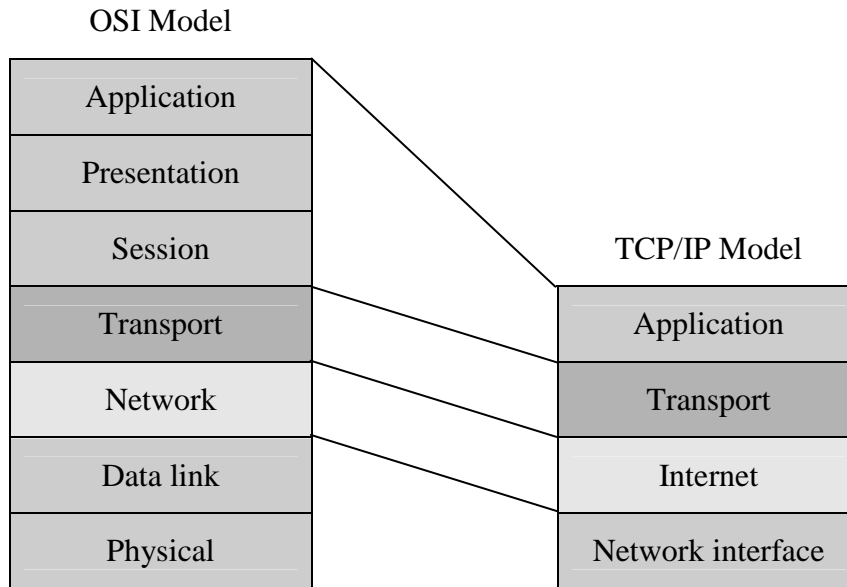 OSI Model
Application
Presentation
Session
Transport
Network
Data link
Physical
TCP/IP Model
Application
Transport
Internet
Network interface